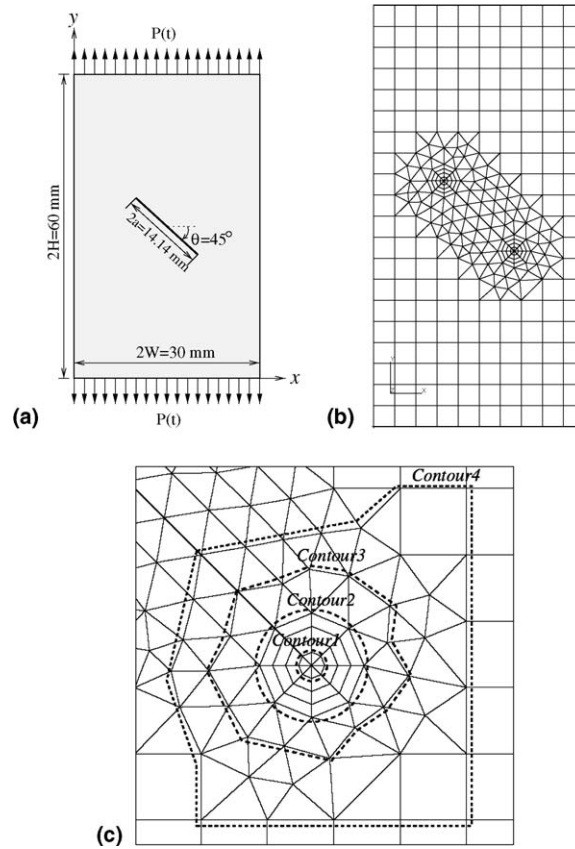 y
P(t)
2H=60 mm
2a=14.14 mm
θ=45°
2W=30 mm
x
P(t)
(a)
Y
Z
X
(b)
Contour4
Contour3
Contour2
Contour1
(c)